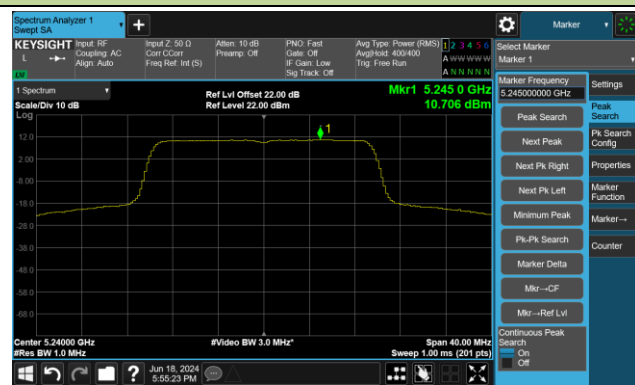 Spectrum Analyzer 1
Swept SA
+
Marker
KEYSIGHT Input: RF Input Z: 50 Ω Atten: 10 dB PNO: Fast Avg Type: Power (RMS) 1 2 3 4 5 6
L Coupling: AC Corr CCorr Preamp: Off Gate: Off Avg|Hold: 400/400 A W W W W W
Align: Auto Freq Ref: Int (S) IF Gain: Low Trig: Free Run
Sig Track: Off A N N N N N
Select Marker
Marker 1
1 Spectrum
Scale/Div 10 dB
Ref Lvl Offset 22.00 dB
Ref Level 22.00 dBm
Mkr1 5.245 0 GHz
10.706 dBm
Log
12.0
2.00
-8.00
-18.0
-28.0
-38.0
-48.0
-58.0
-68.0
1
Center 5.24000 GHz #Video BW 3.0 MHz* Span 40.00 MHz
#Res BW 1.0 MHz Sweep 1.00 ms (201 pts)
Marker Frequency
5.245000000 GHz
Peak Search
Next Peak
Next Pk Right
Next Pk Left
Minimum Peak
Pk-Pk Search
Marker Delta
Mkr→CF
Mkr→Ref Lvl
Continuous Peak
Search
On
Off
Settings
Peak
Search
Pk Search
Config
Properties
Marker
Function
Marker→
Counter
?
Jun 18, 2024
5:55:23 PM